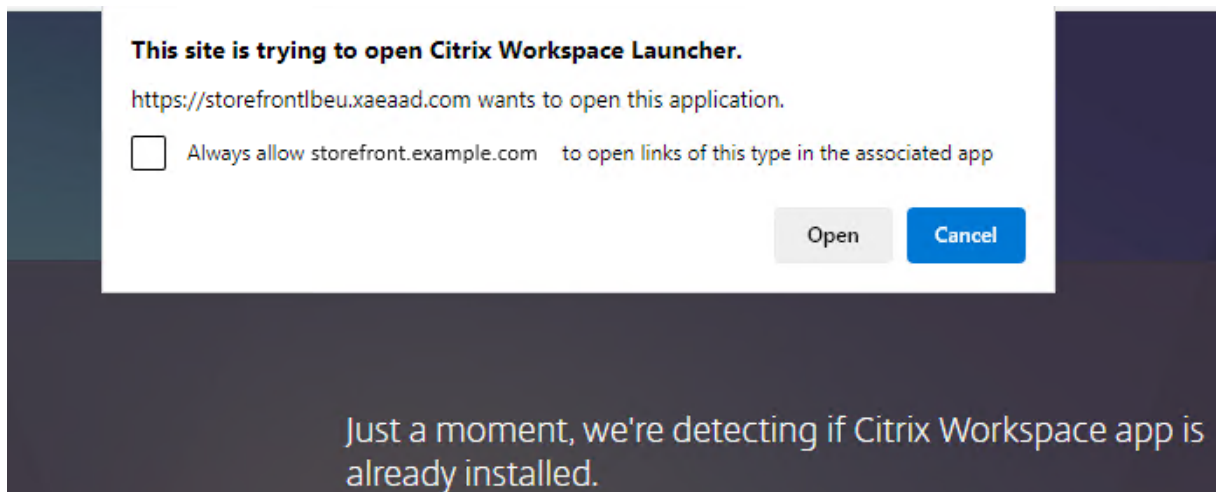 This site is trying to open Citrix Workspace Launcher.
https://storefrontlbeu.xaeaad.com wants to open this application.
Always allow storefront.example.com to open links of this type in the associated app
Open Cancel
Just a moment, we're detecting if Citrix Workspace app is
already installed.